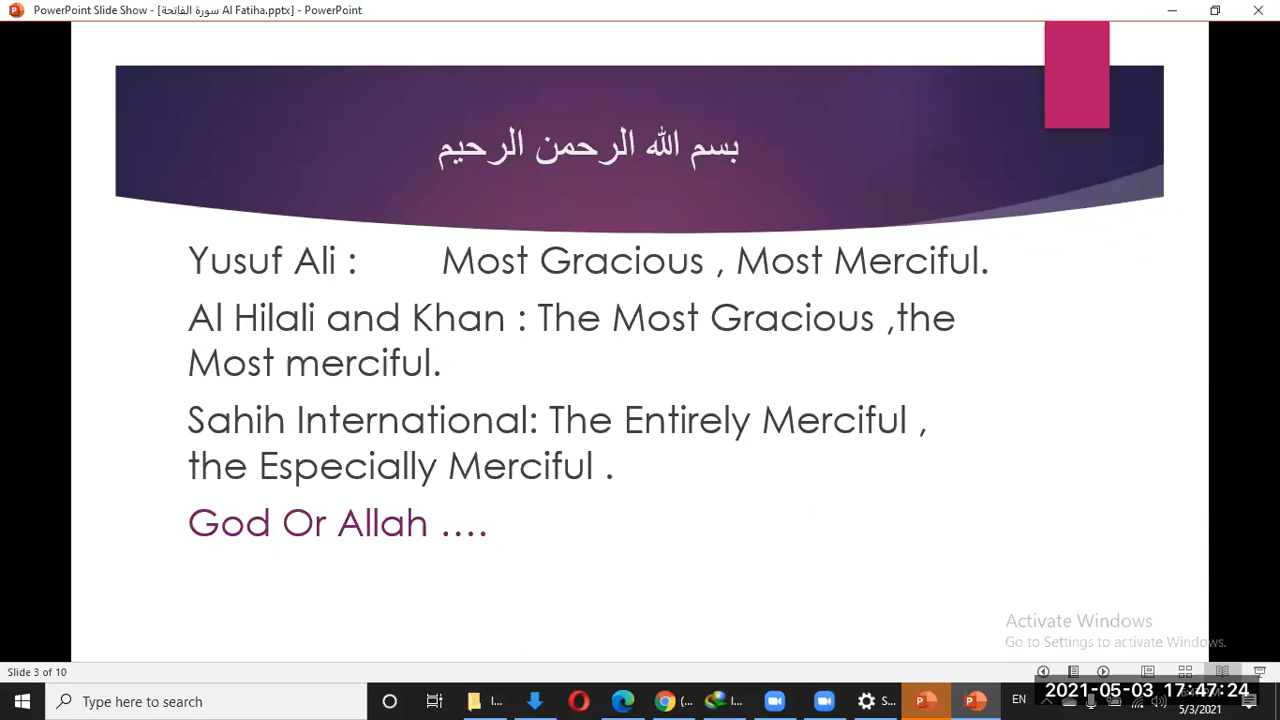 PowerPoint Slide Show - [سورة الفاتحة Al Fatiha.pptx] - PowerPoint
بسم الله الرحمن الرحيم
Yusuf Ali : Most Gracious , Most Merciful.
Al Hilali and Khan : The Most Gracious ,the
Most merciful.
Sahih International: The Entirely Merciful ,
the Especially Merciful .
God Or Allah ....
Activate Windows
Go to Settings to activate Windows.
Slide 3 of 10
Type here to search
I...
(...
I...
S...
EN
2021-05-03 17:47:24
5/3/2021